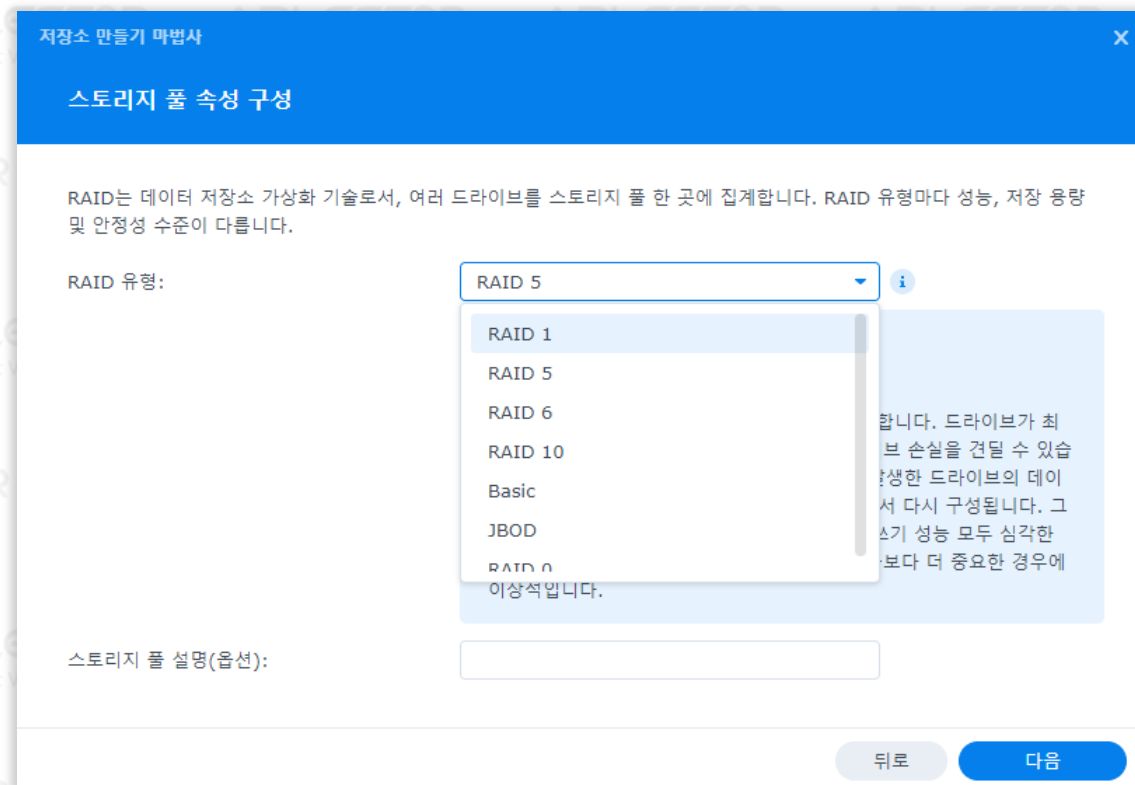 저장소 만들기 마법사
스토리지 풀 속성 구성
RAID는 데이터 저장소 가상화 기술로서, 여러 드라이브를 스토리지 풀 한 곳에 집계합니다. RAID 유형마다 성능, 저장 용량
및 안정성 수준이 다릅니다.
RAID 유형:
RAID 5
RAID 1
RAID 5
RAID 6
합니다. 드라이브가 최
RAID 10
브 손실을 견딜 수 있습
발생한 드라이브의 데이
Basic
서 다시 구성됩니다. 그
JBOD
쓰기 성능 모두 심각한
RAID 0
보다 더 중요한 경우에
이상적입니다.
스토리지 풀 설명(옵션):
뒤로
다음